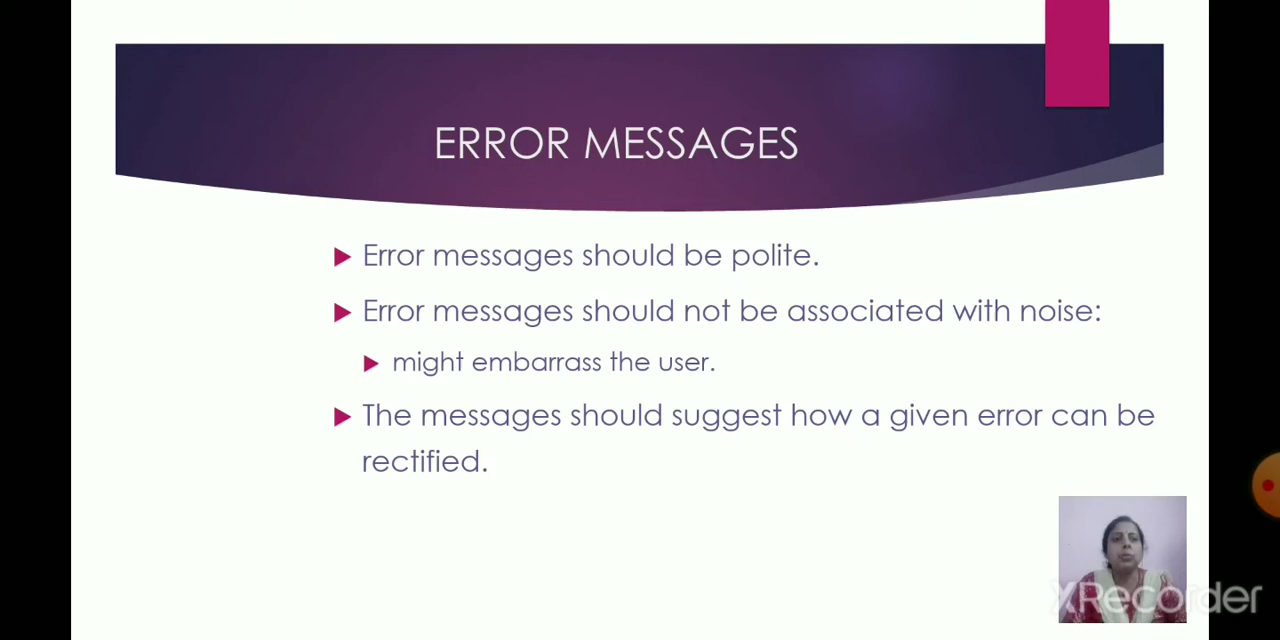 ERROR MESSAGES
Error messages should be polite.
Error messages should not be associated with noise:
might embarrass the user.
The messages should suggest how a given error can be
rectified.
XRecorder